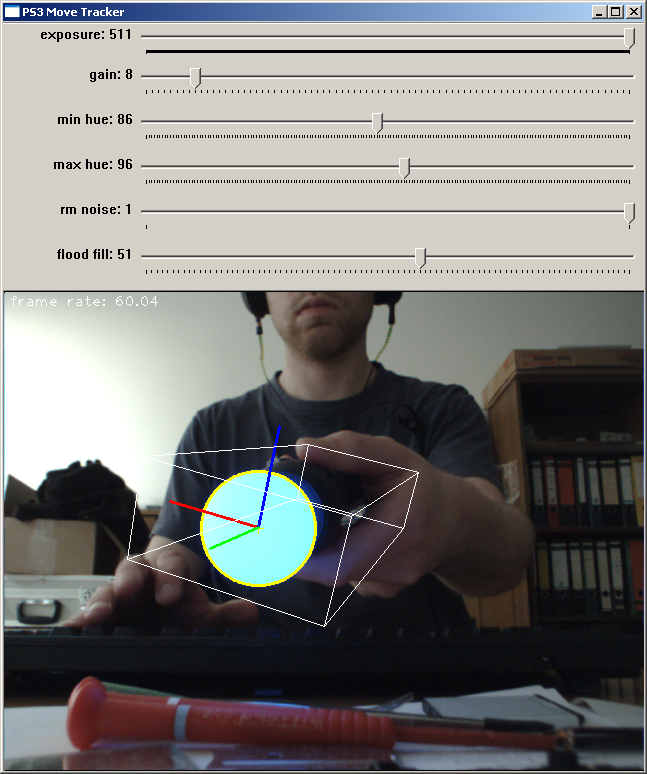 PS3 Move Tracker
exposure: 511
gain: 8
min hue: 86
max hue: 96
rm noise: 1
flood fill: 51
frame rate: 60.04